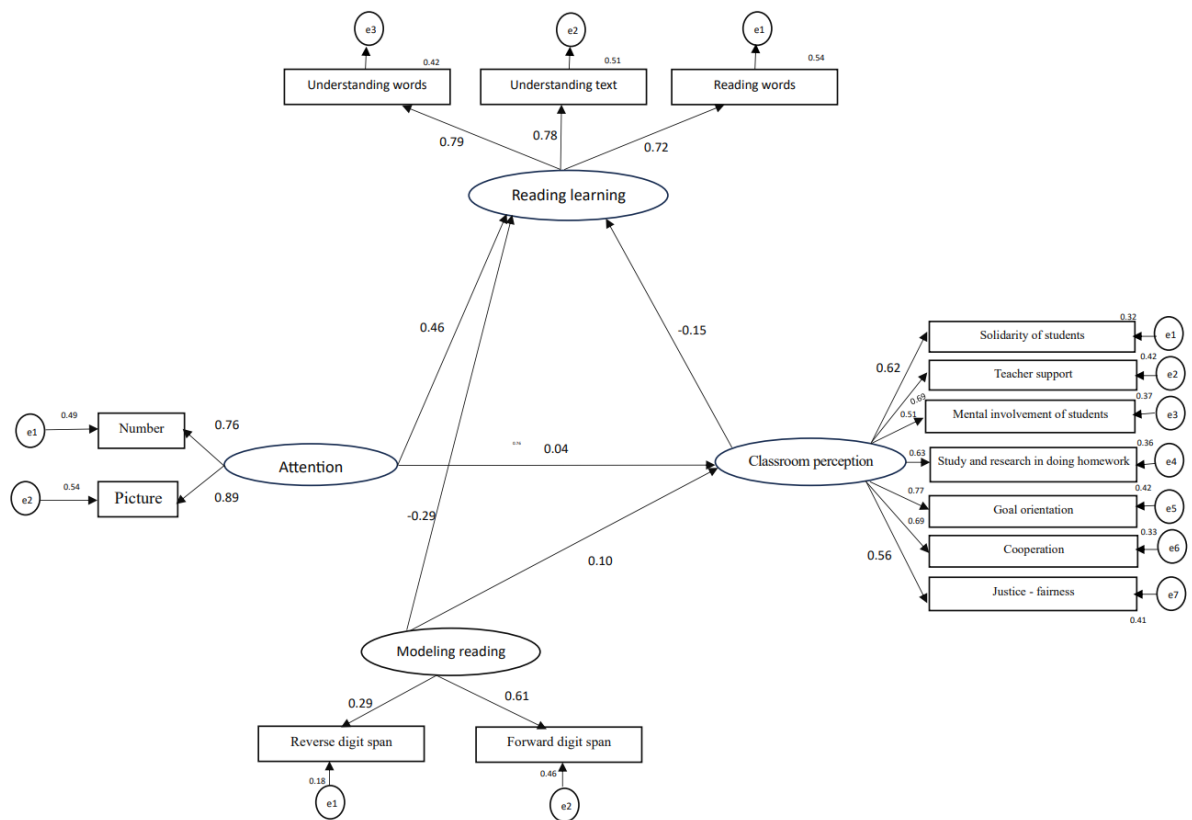 e3
e2
e1
0.42
0.51
0.54
Understanding words
Understanding text
Reading words
0.79
0.78
0.72
Reading learning
0.46
-0.15
-0.29
0.32
Solidarity of students
e1
0.62
0.42
Teacher support
e2
0.69
0.37
Mental involvement of students
e3
0.51
0.36
Study and research in doing homework
e4
0.63
0.42
Goal orientation
e5
0.77
0.33
Cooperation
e6
0.69
Justice - fairness
e7
0.56
0.41
Classroom perception
e1
0.49
Number
0.76
e2
0.54
Picture
0.89
Attention
0.04
0.10
Modeling reading
0.29
0.61
Reverse digit span
Forward digit span
0.18
0.46
e1
e2